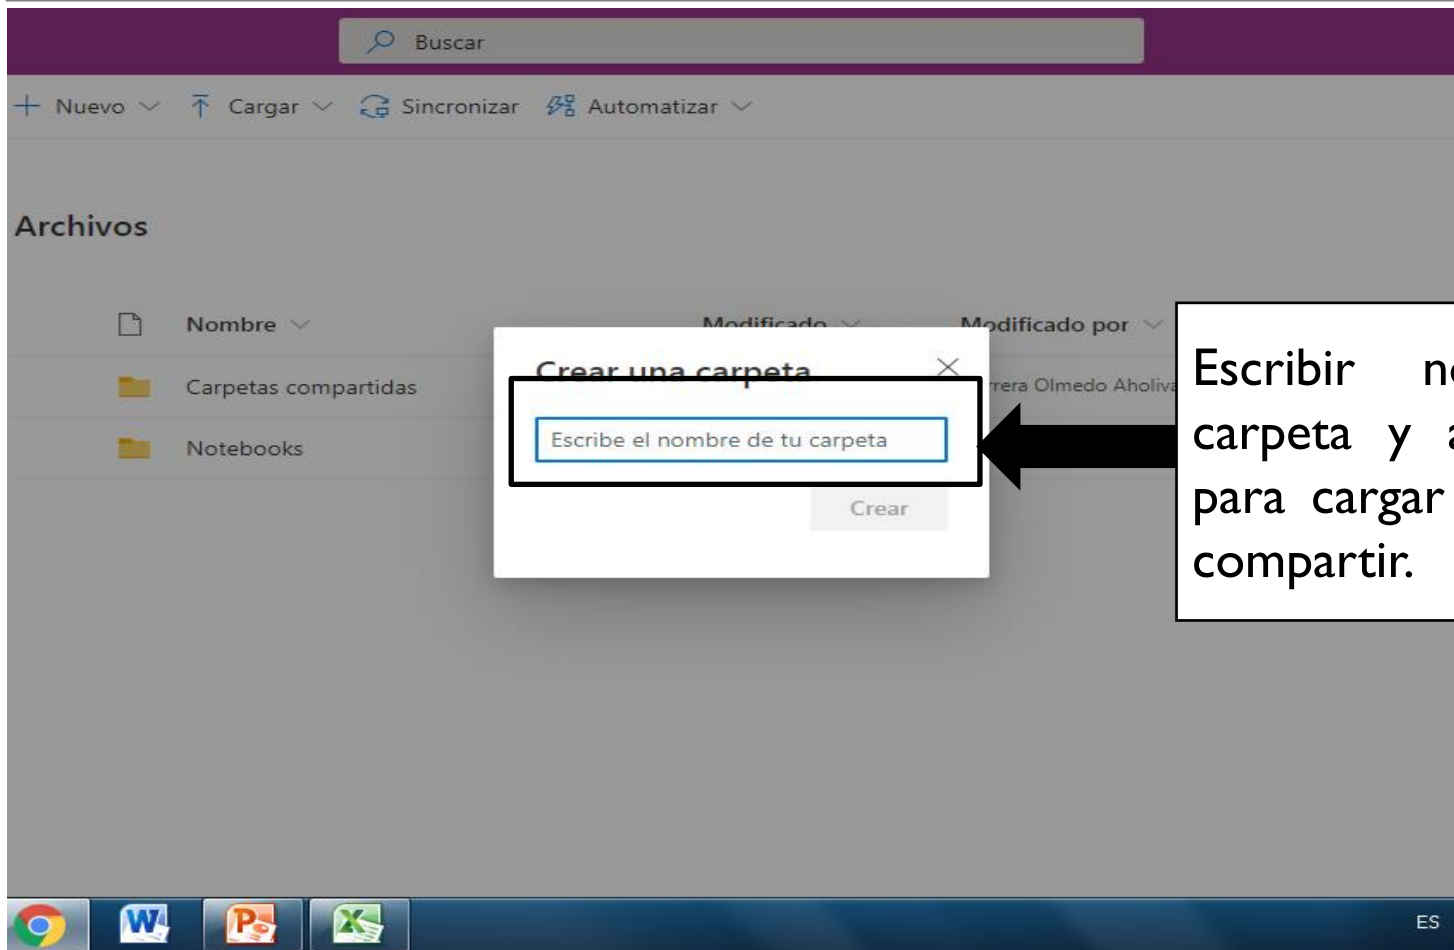 Buscar
Nuevo Cargar Sincronizar Automatizar
Archivos
Nombre Modificado Modificado por
Crear una carpeta
Carpetas compartidas Olmedo
Escribe el nombre de tu carpeta
Notebooks
Crear
Escribir
carpeta y
para cargar
compartir.
ES